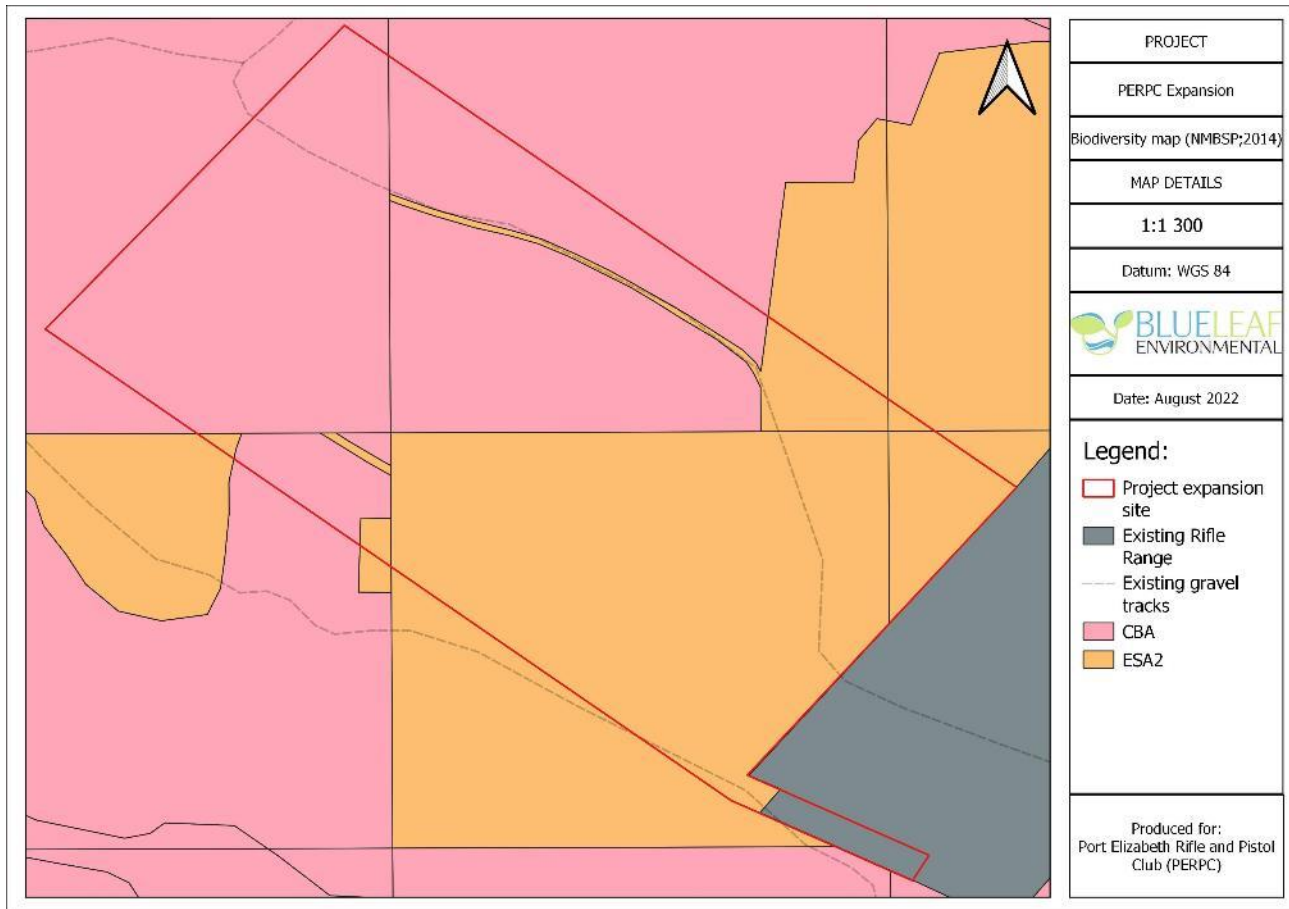 PROJECT
PERPC Expansion
Biodiversity map (NMBSP;2014)
MAP DETAILS
1:1 300
Datum: WGS 84
BLUELEAF
ENVIRONMENTAL
Date: August 2022
Legend:
Project expansion
site
Existing Rifle
Range
Existing gravel
tracks
CBA
ESA2
Produced for:
Port Elizabeth Rifle and Pistol
Club (PERPC)